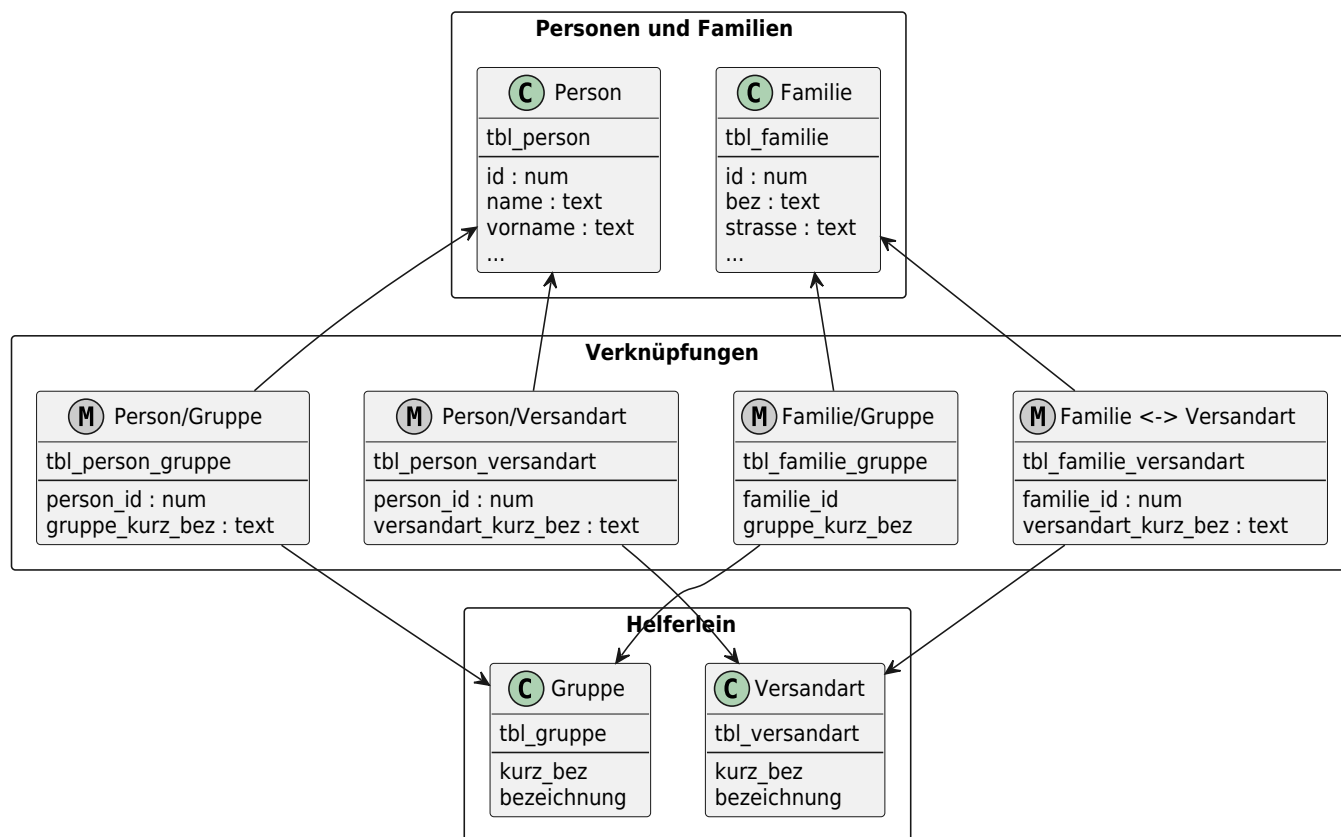 Personen und Familien
C Person
tbl_person
id : num
name : text
vorname : text
...
C Familie
tbl_familie
id : num
bez : text
strasse : text
...
Verknüpfungen
M Person/Gruppe
tbl_person_gruppe
person_id : num
gruppe_kurz_bez : text
M Person/Versandart
tbl_person_versandart
person_id : num
versandart_kurz_bez : text
M Familie/Gruppe
tbl_familie_gruppe
familie_id
gruppe_kurz_bez
M Familie <-> Versandart
tbl_familie_versandart
familie_id : num
versandart_kurz_bez : text
Helferlein
C Gruppe
tbl_gruppe
kurz_bez
bezeichnung
C Versandart
tbl_versandart
kurz_bez
bezeichnung